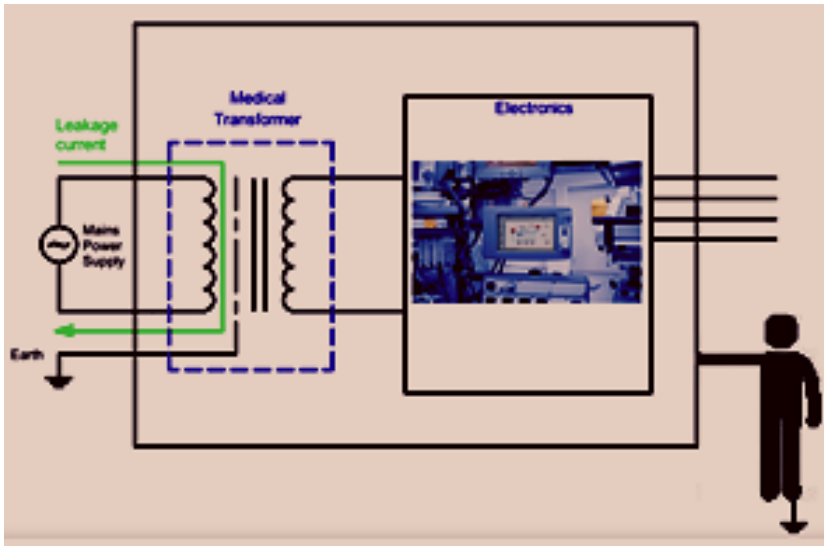 Medical
Transformer
Electronics
Leakage
current
Mains
Power
Supply
Earth